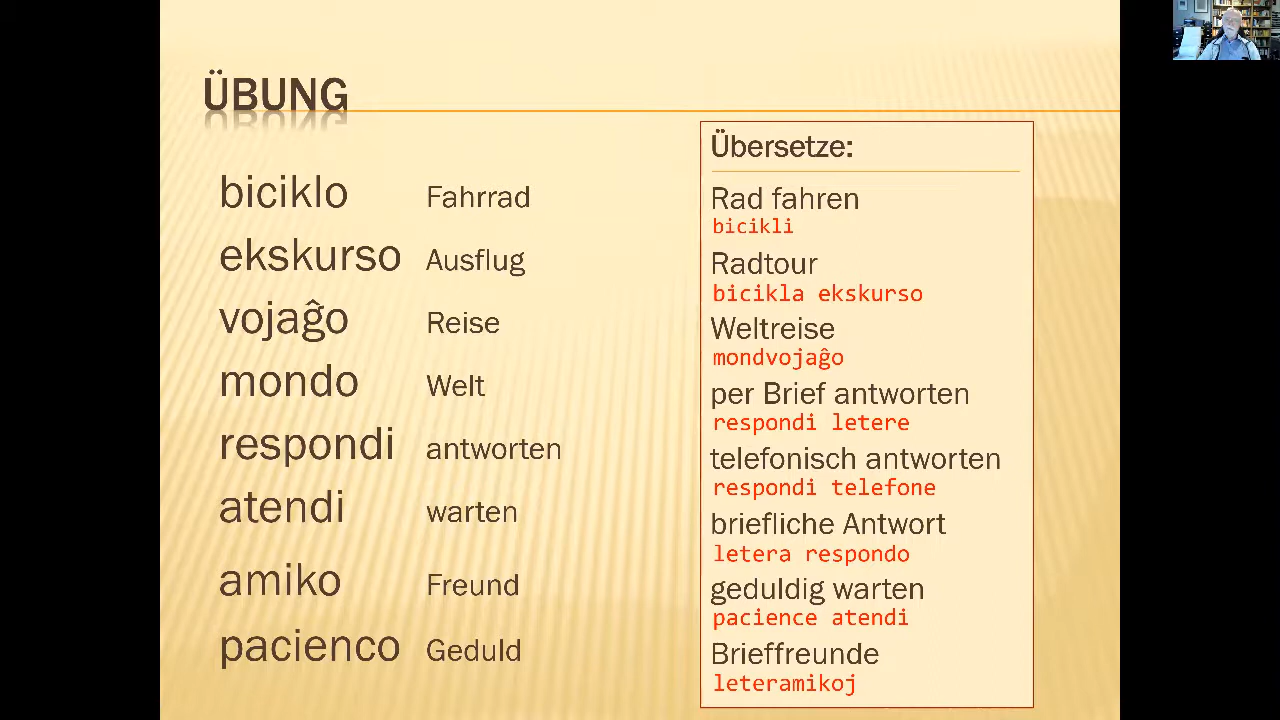 ÜBUNG
biciklo Fahrrad
ekskurso Ausflug
vojaĝo Reise
mondo Welt
respondi antworten
atendi warten
amiko Freund
pacienco Geduld
Übersetze:
Rad fahren
bicikli
Radtour
bicikla ekskurso
Weltreise
mondvojaĝo
per Brief antworten
respondi letere
telefonisch antworten
respondi telefone
briefliche Antwort
letera respondo
geduldig warten
pacience atendi
Brieffreunde
leteramikoj